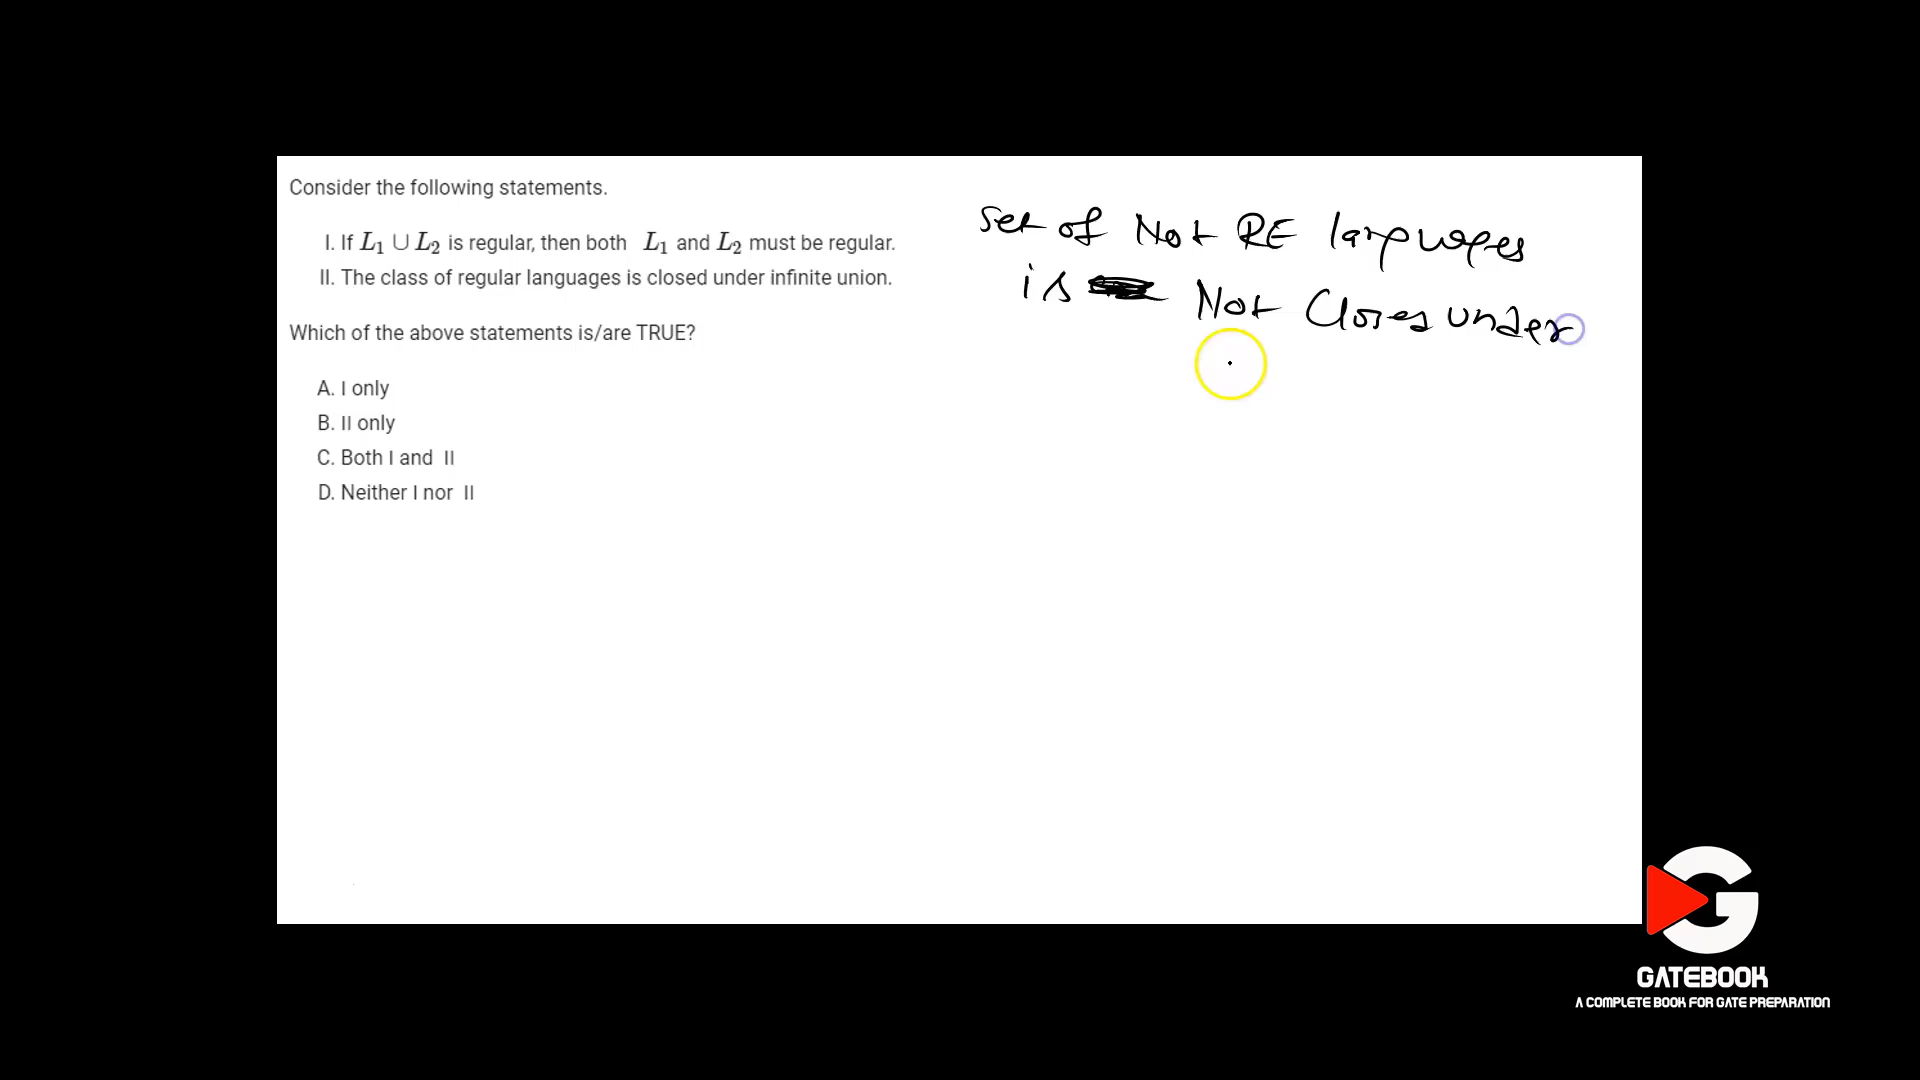 Consider the following statements.
I. If L₁ ∪ L₂ is regular, then both L₁ and L₂ must be regular.
II. The class of regular languages is closed under infinite union.
Which of the above statements is/are TRUE?
A. I only
B. II only
C. Both I and II
D. Neither I nor II
Set of Not RE languages
is Not Closed under
GATEBOOK
A COMPLETE BOOK FOR GATE PREPARATION